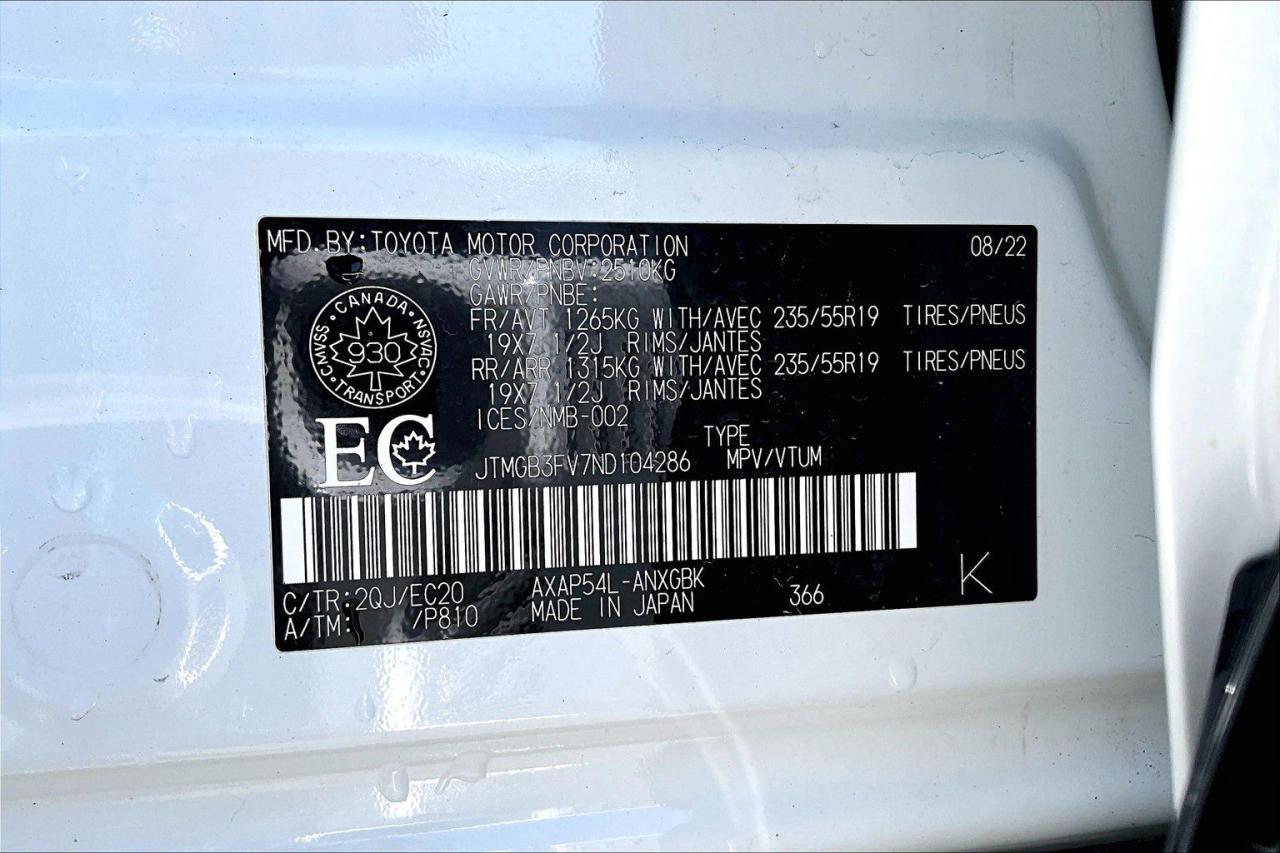 MFD.BY:TOYOTA MOTOR CORPORATION 08/22
GVWR/PNBV:2510KG
GAWR/PNBE:
FR/AVT 1265KG WITH/AVEC 235/55R19 TIRES/PNEUS
19X7 1/2J RIMS/JANTES
RR/ARR 1315KG WITH/AVEC 235/55R19 TIRES/PNEUS
19X7 1/2J RIMS/JANTES
ICES/NMB-002
CANADA
CMVSS 930 NSVAC
TRANSPORT
EC
TYPE
JTMGB3FV7ND104286 MPV/VTUM
C/TR:2QJ/EC20 AXAP54L-ANXGBK
A/TM: /P810 MADE IN JAPAN 366
K